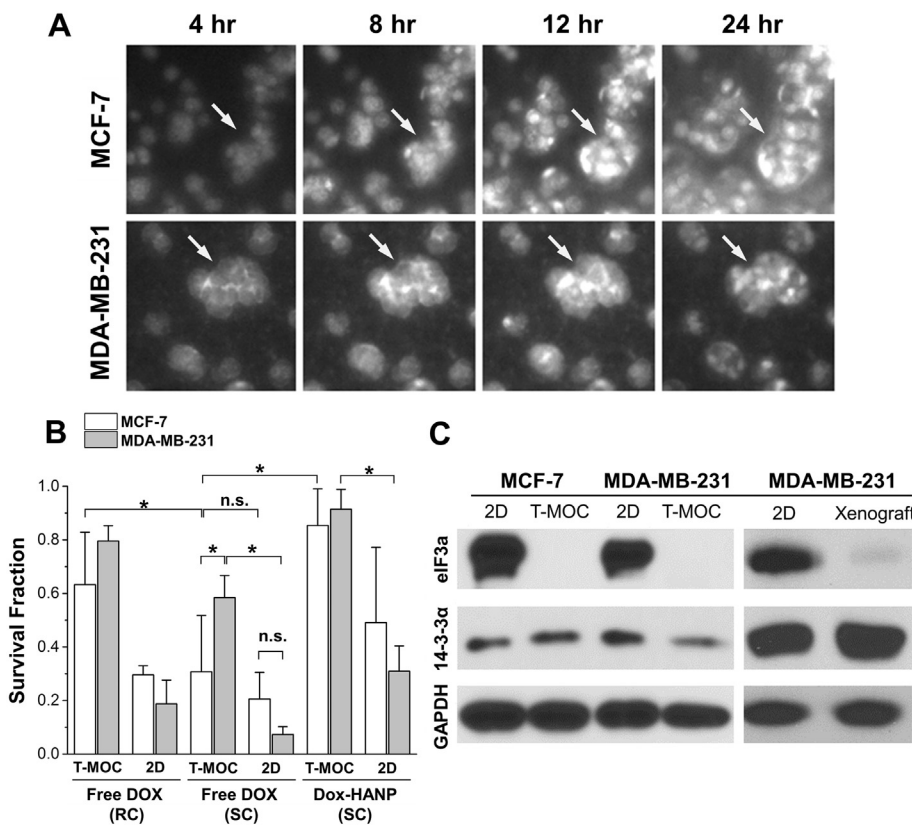 A
4 hr 8 hr 12 hr 24 hr
MCF-7
MDA-MB-231
B
MCF-7
MDA-MB-231
Survival Fraction
1.0
0.8
0.6
0.4
0.2
0.0
* n.s. * * * n.s. *
T-MOC 2D T-MOC 2D T-MOC 2D
Free DOX (RC)
Free DOX (SC)
Dox-HANP (SC)
C
MCF-7 MDA-MB-231 MDA-MB-231
2D T-MOC 2D T-MOC 2D Xenograft
eIF3a
14-3-3α
GAPDH